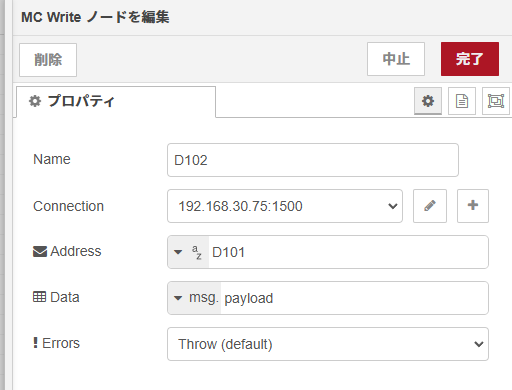 MC Write ノードを編集
削除 中止 完了
プロパティ
Name D102
Connection 192.168.30.75:1500
Address az D101
Data msg. payload
Errors Throw (default)